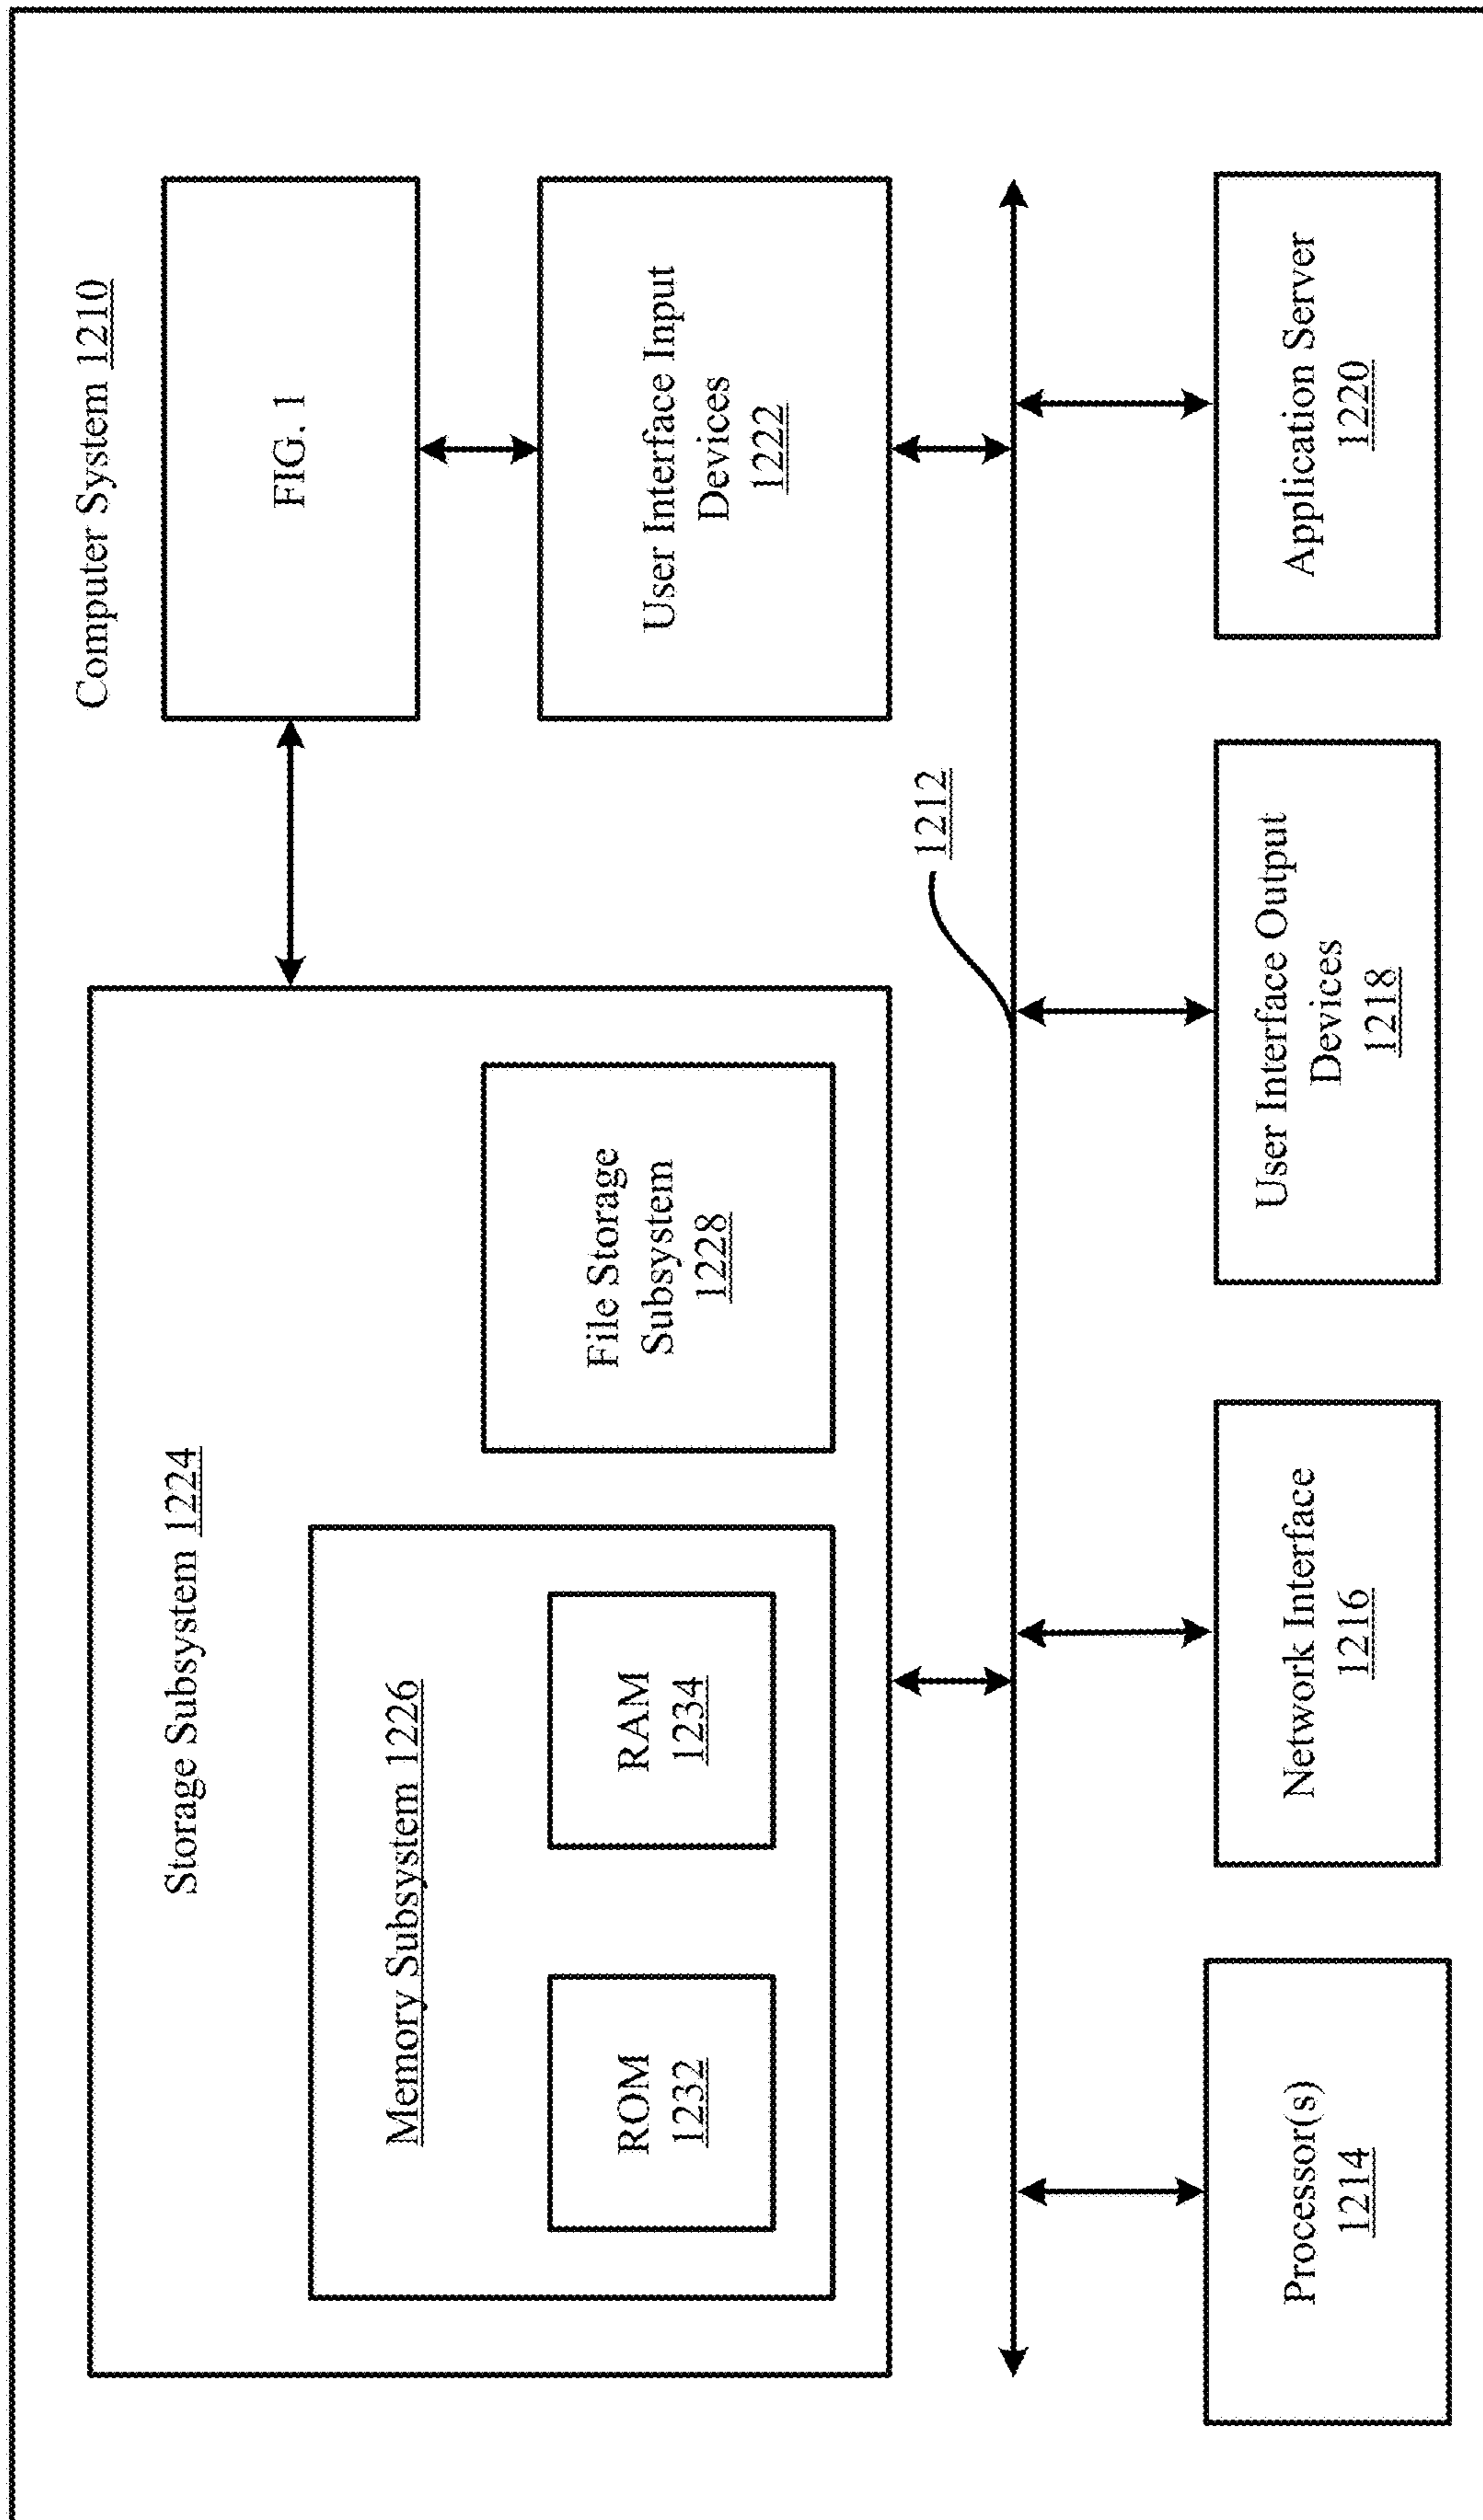 Computer System 1210
Storage Subsystem 1224
FIG. 1
Memory Subsystem 1226
ROM
1232
RAM
1234
File Storage
Subsystem
1228
User Interface Input
Devices
1222
1212
Processor(s)
1214
Network Interface
1216
User Interface Output
Devices
1218
Application Server
1220